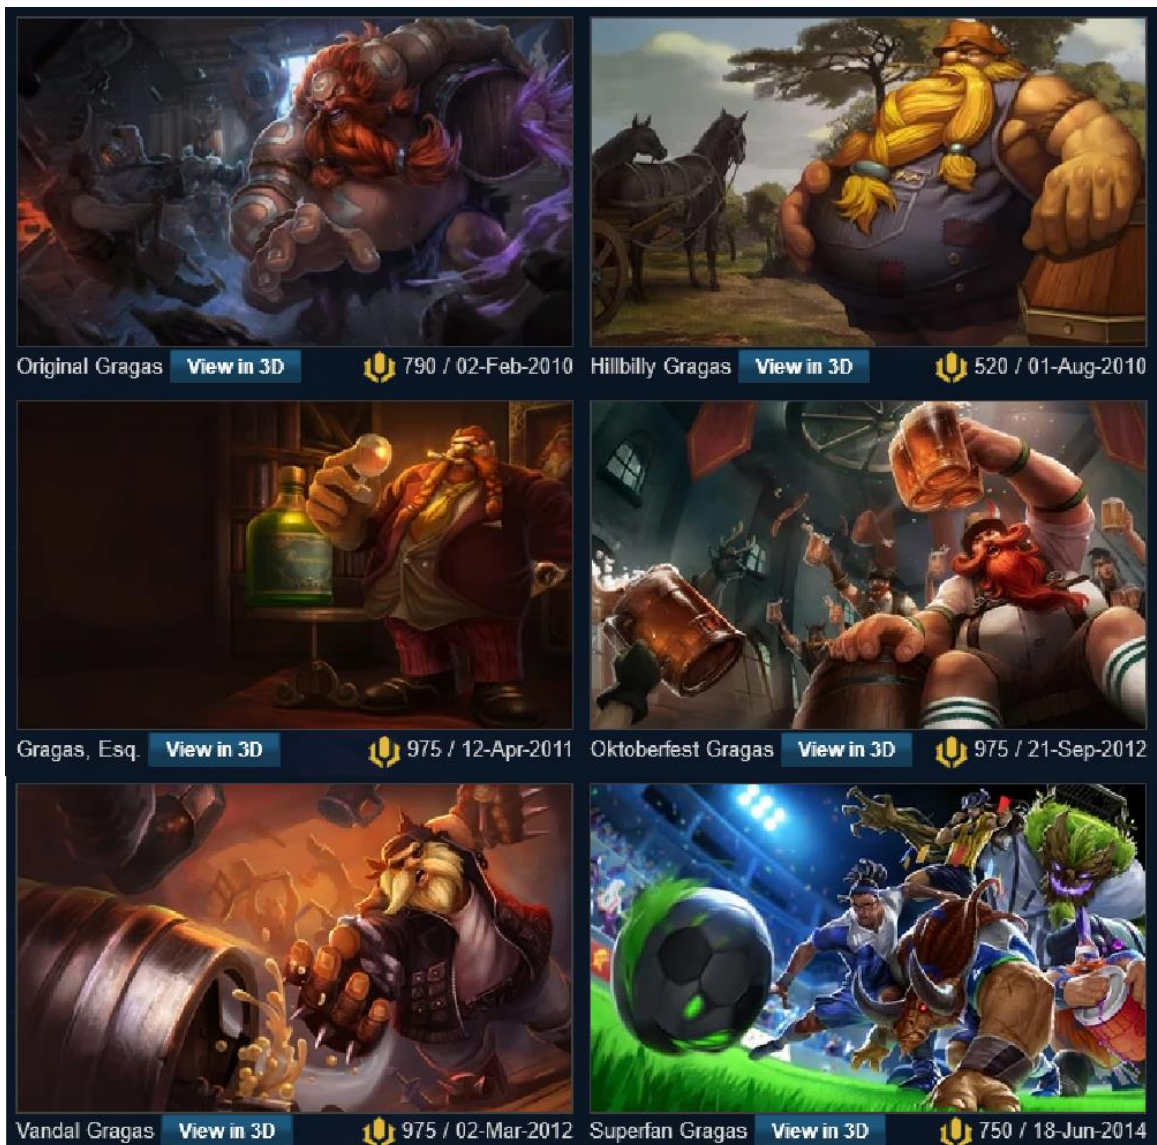 Original Gragas View in 3D 790 / 02-Feb-2010
Hillbilly Gragas View in 3D 520 / 01-Aug-2010
Gragas, Esq. View in 3D 975 / 12-Apr-2011
Oktoberfest Gragas View in 3D 975 / 21-Sep-2012
Vandal Gragas View in 3D 975 / 02-Mar-2012
Superfan Gragas View in 3D 750 / 18-Jun-2014